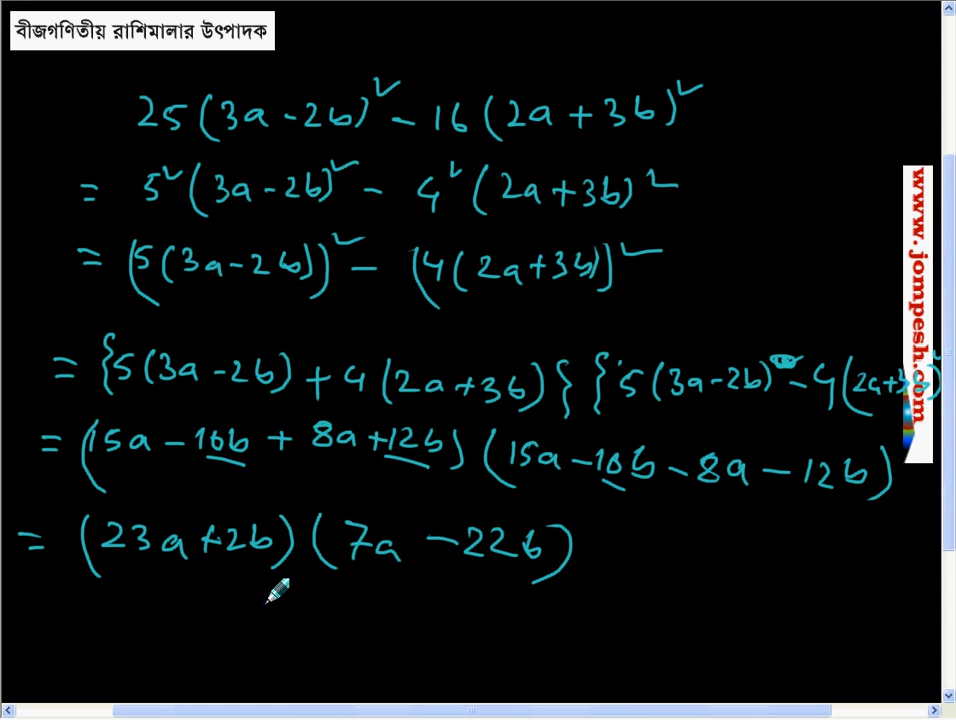 বীজগণিতীয় রাশিমালার উৎপাদক
25(3a-2b)² - 16(2a+3b)²
= 5²(3a-2b)² - 4²(2a+3b)²
= (5(3a-2b))² - (4(2a+3b))²
= {5(3a-2b) + 4(2a+3b)} {5(3a-2b) - 4(2a+3b)
= (15a - 10b + 8a + 12b) (15a - 10b - 8a - 12b)
= (23a+2b) (7a - 22b)
www.jompesh.com